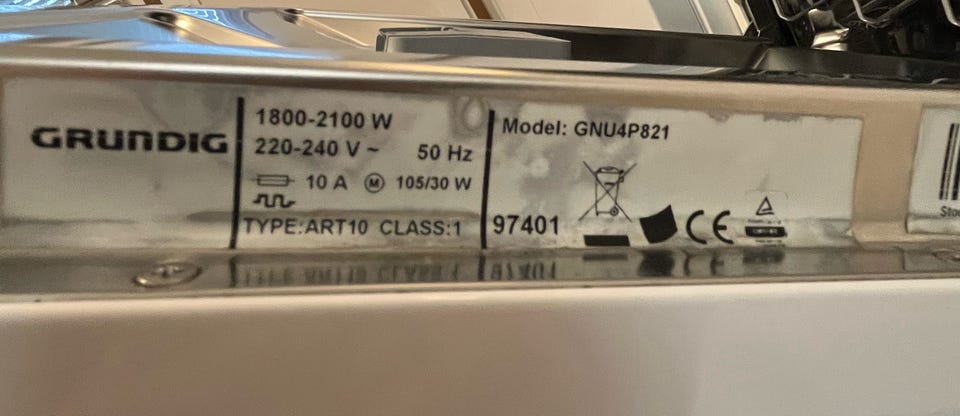 GRUNDIG
1800-2100 W
220-240 V ~ 50 Hz
10 A M 105/30 W
TYPE:ART10 CLASS:1
Model: GNU4P821
97401
CE